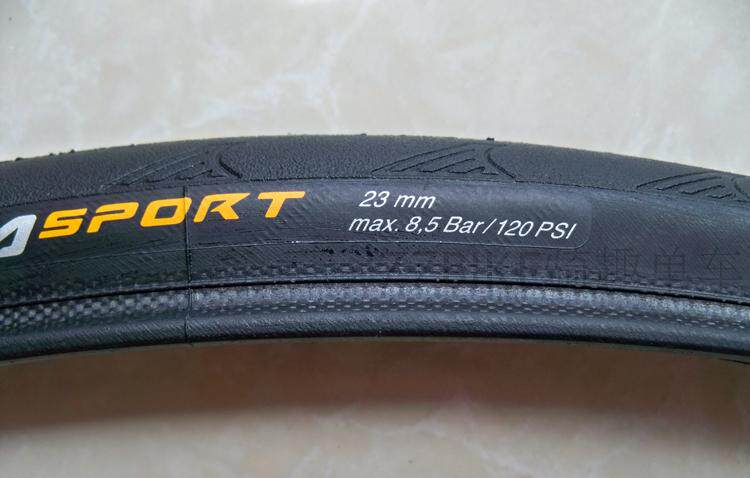 SPORT
23 mm
max. 8,5 Bar/120 PSI